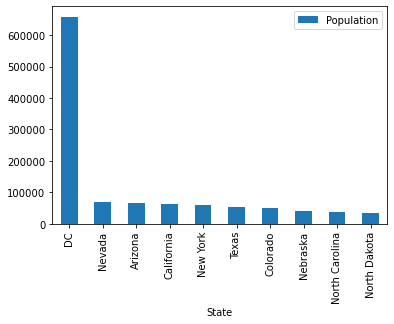 Population
600000
500000
400000
300000
200000
100000
0
DC
Nevada
Arizona
California
New York
Texas
Colorado
Nebraska
North Carolina
North Dakota
State